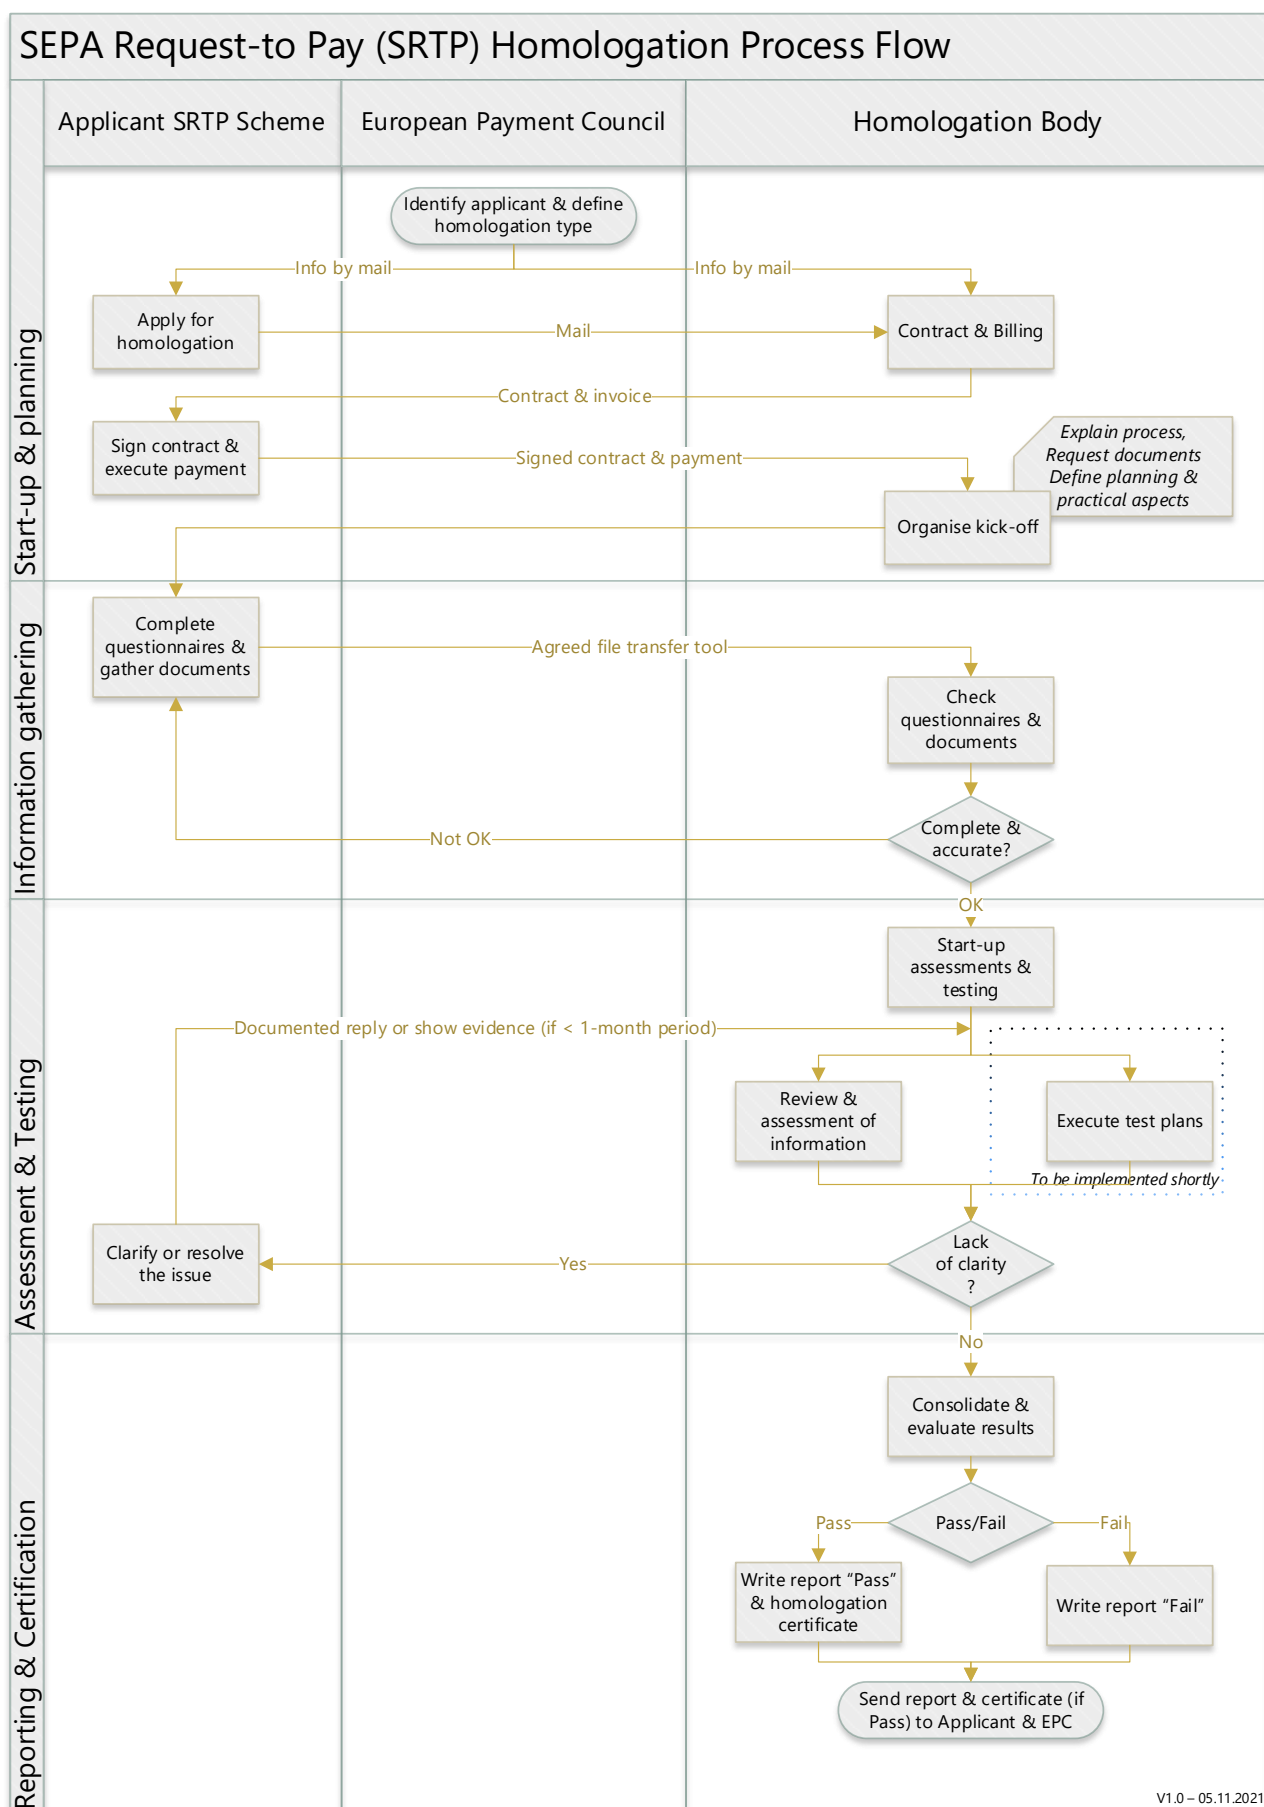 SEPA Request-to Pay (SRTP) Homologation Process Flow
Applicant SRTP Scheme
European Payment Council
Homologation Body
Start-up & planning
Identify applicant & define
homologation type
Info by mail
Info by mail
Apply for
homologation
Mail
Contract & Billing
Contract & invoice
Sign contract &
execute payment
Signed contract & payment
Explain process,
Request documents
Define planning &
practical aspects
Organise kick-off
Information gathering
Complete
questionnaires &
gather documents
Agreed file transfer tool
Check
questionnaires &
documents
Complete &
accurate?
Not OK
OK
Assessment & Testing
Start-up
assessments &
testing
Documented reply or show evidence (if < 1-month period)
Review &
assessment of
information
Execute test plans
To be implemented shortly
Lack
of clarity
?
Yes
Clarify or resolve
the issue
No
Reporting & Certification
Consolidate &
evaluate results
Pass/Fail
Pass
Fail
Write report “Pass”
& homologation
certificate
Write report “Fail”
Send report & certificate (if
Pass) to Applicant & EPC
V1.0 – 05.11.2021